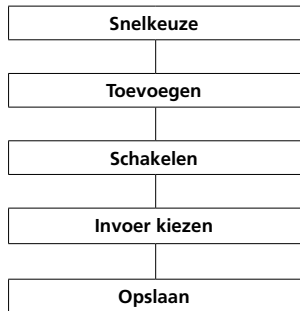 Snelkeuze
Toevoegen
Schakelen
Invoer kiezen
Opslaan